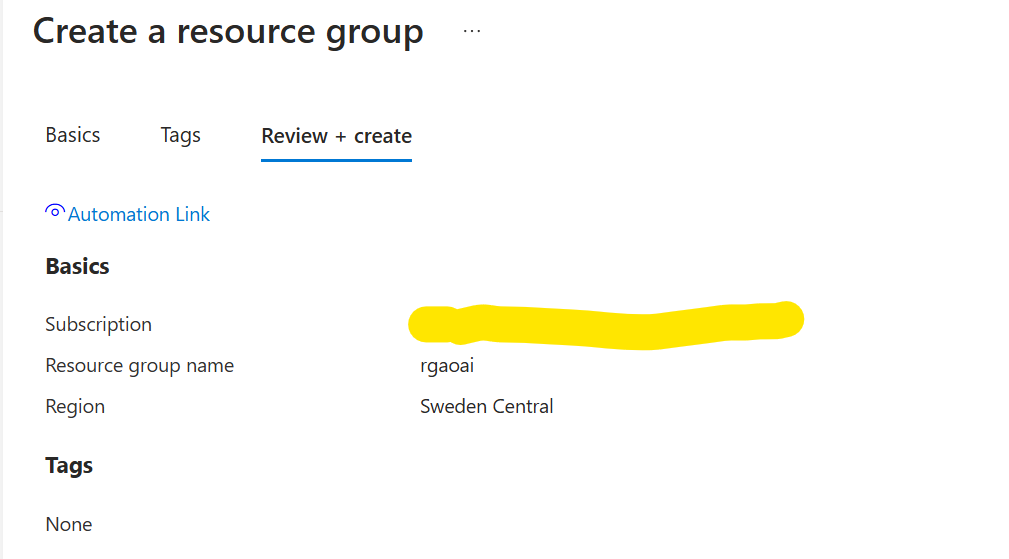 Create a resource group ...
Basics Tags Review + create
Automation Link
Basics
Subscription
Resource group name rgaoai
Region Sweden Central
Tags
None